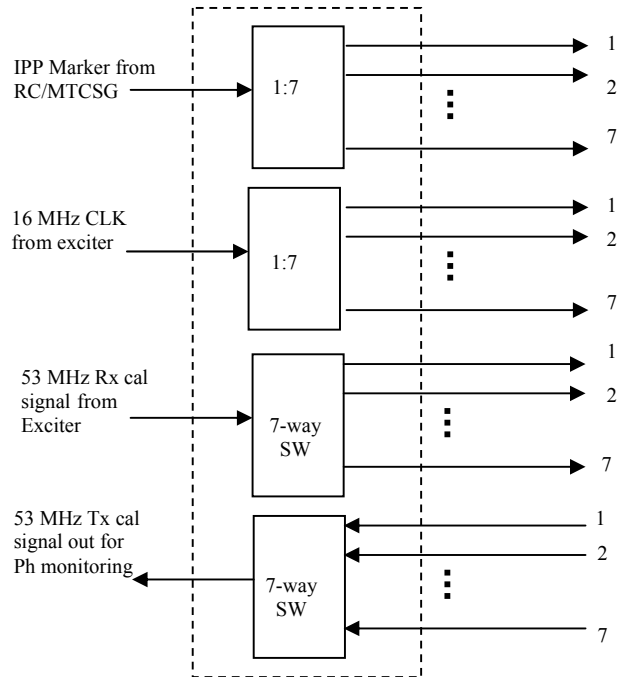 IPP Marker from
RC/MTCSG
1:7
1
2
7
16 MHz CLK
from exciter
1:7
1
2
7
53 MHz Rx cal
signal from
Exciter
7-way
SW
1
2
7
53 MHz Tx cal
signal out for
Ph monitoring
7-way
SW
1
2
7